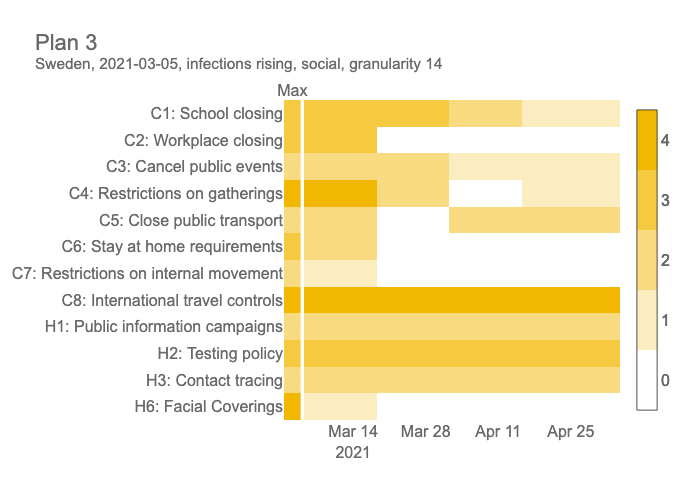 Plan 3
Sweden, 2021-03-05, infections rising, social, granularity 14
Max
C1: School closing
C2: Workplace closing
C3: Cancel public events
C4: Restrictions on gatherings
C5: Close public transport
C6: Stay at home requirements
C7: Restrictions on internal movement
C8: International travel controls
H1: Public information campaigns
H2: Testing policy
H3: Contact tracing
H6: Facial Coverings
Mar 14 Mar 28 Apr 11 Apr 25
2021
4
3
2
1
0